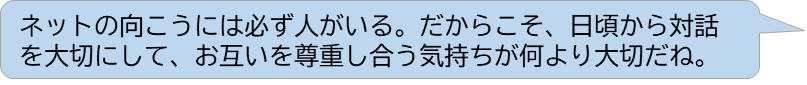 ネットの向こうには必ず人がいる。だからこそ、日頃から対話
を大切にして、お互いを尊重し合う気持ちが何より大切だね。